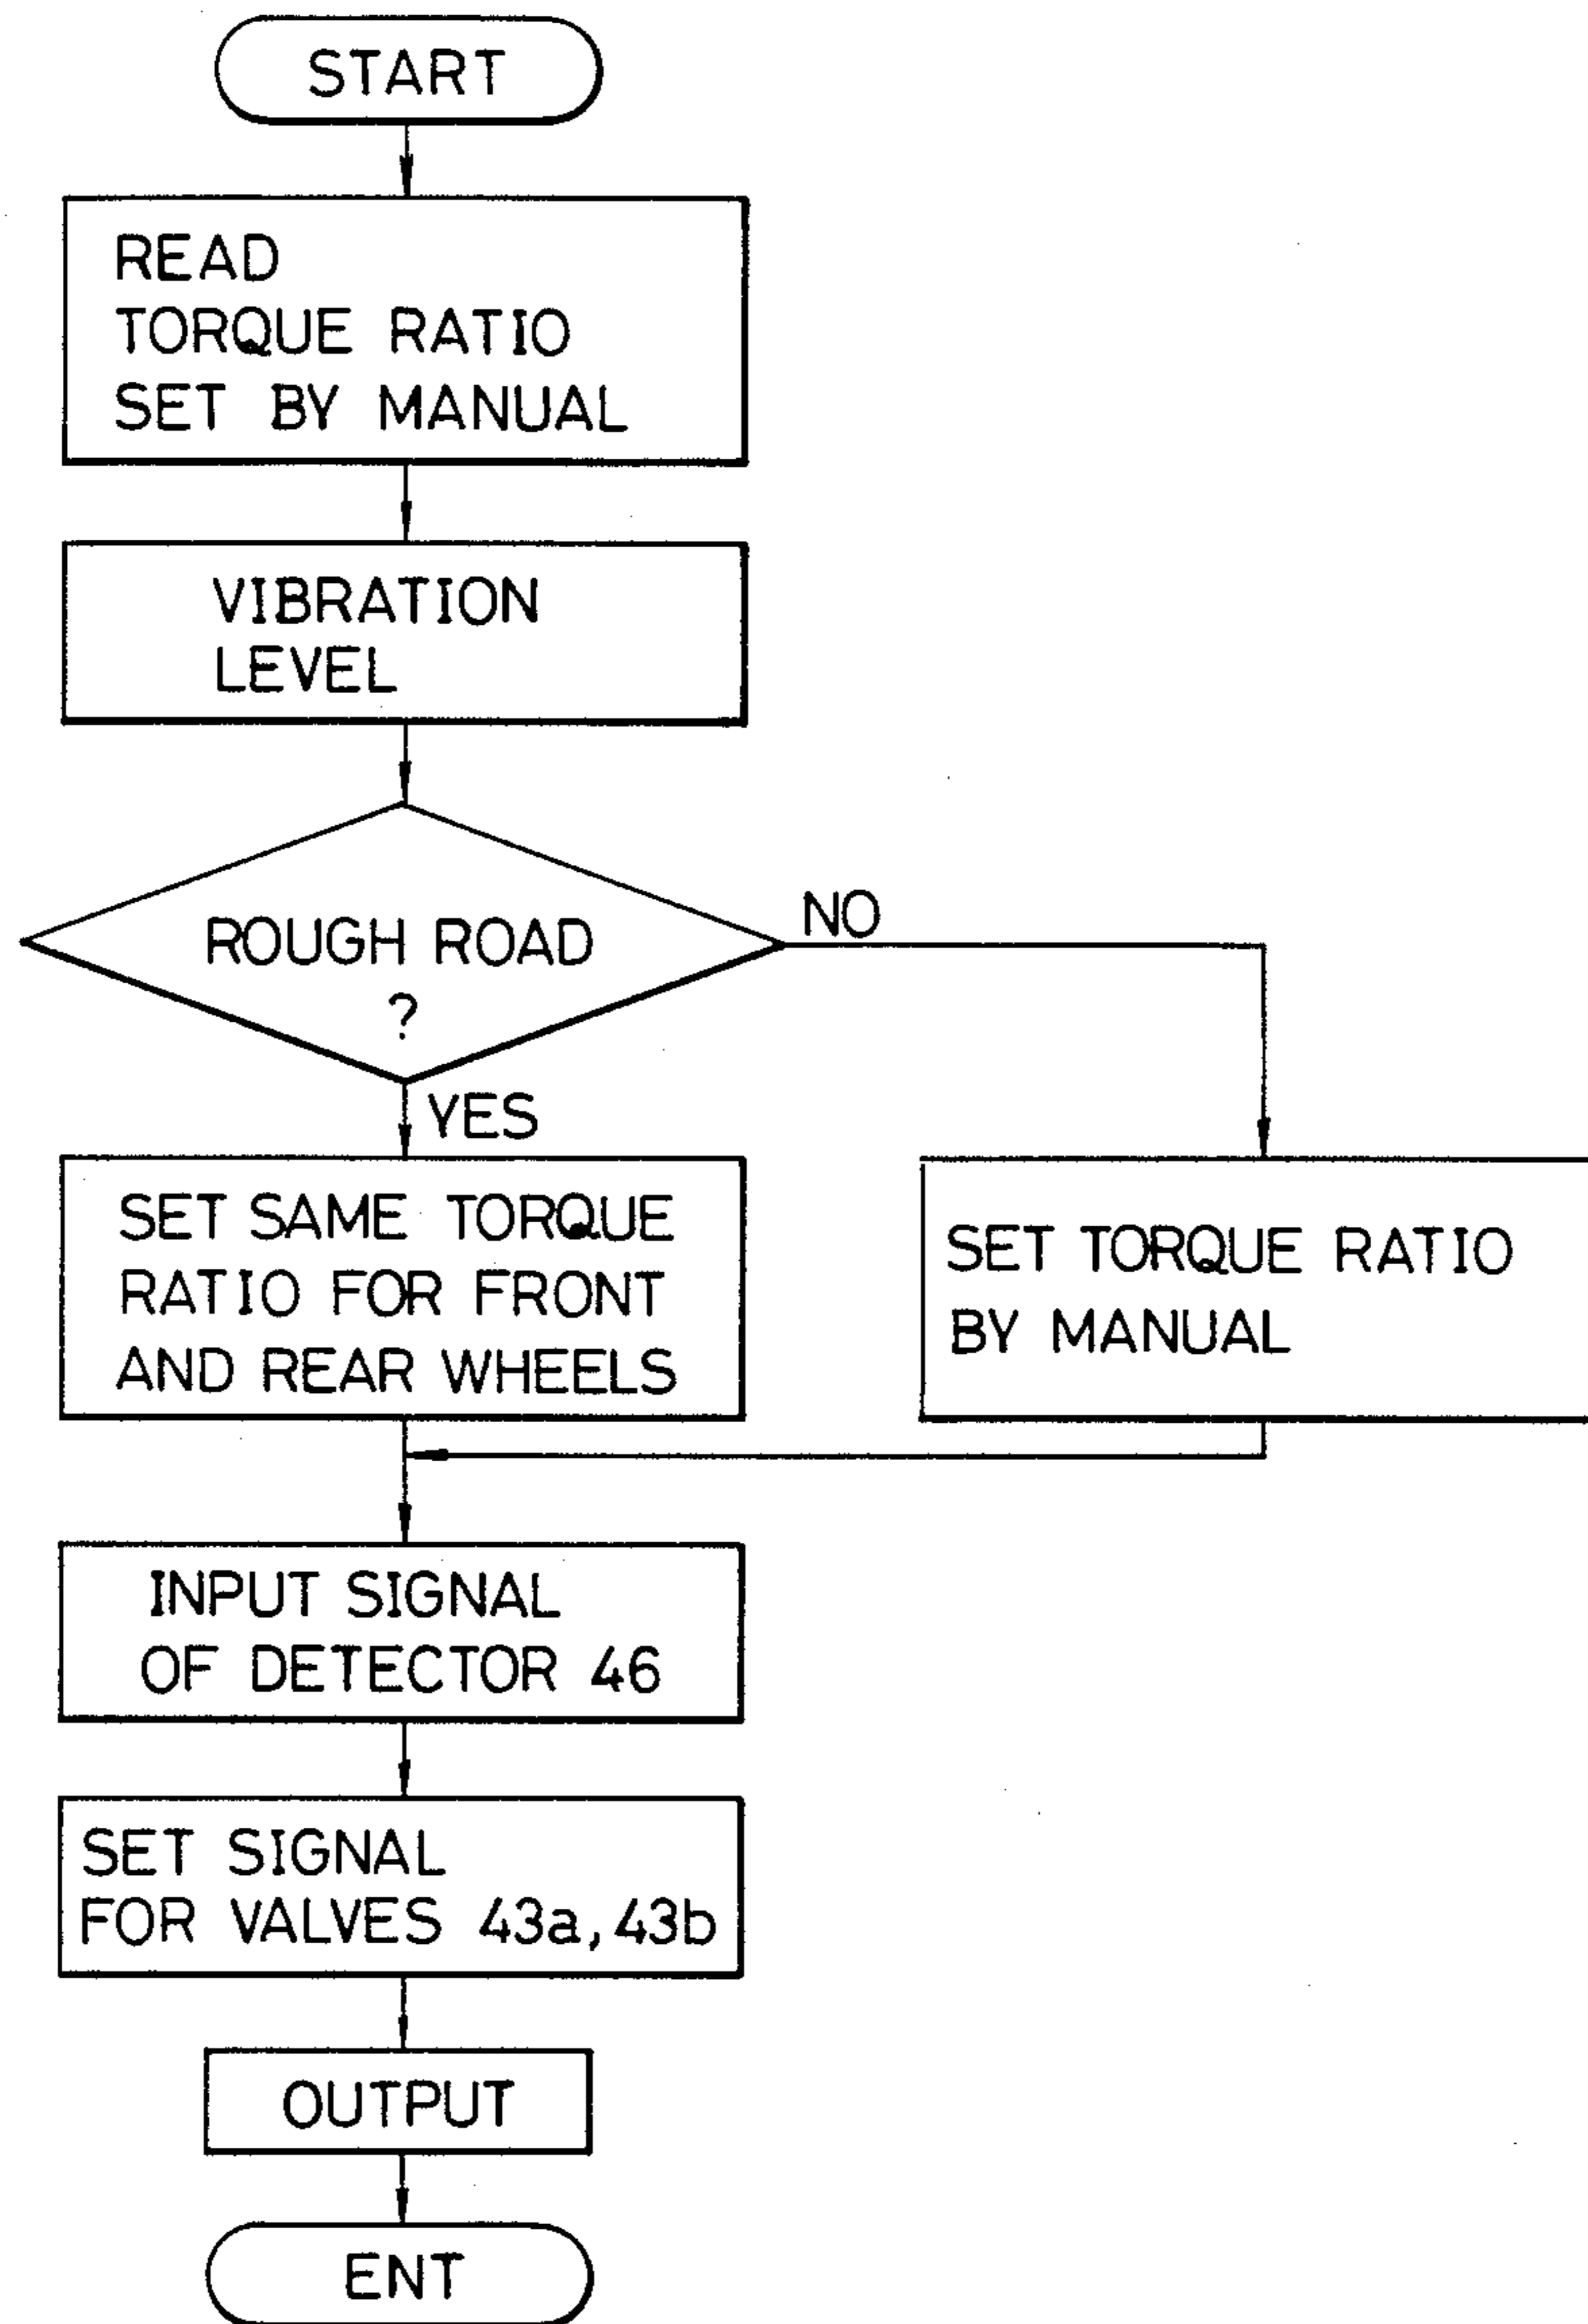 START
READ
TORQUE RATIO
SET BY MANUAL
VIBRATION
LEVEL
ROUGH ROAD
?
NO
YES
SET SAME TORQUE
RATIO FOR FRONT
AND REAR WHEELS
SET TORQUE RATIO
BY MANUAL
INPUT SIGNAL
OF DETECTOR 46
SET SIGNAL
FOR VALVES 43a, 43b
OUTPUT
ENT